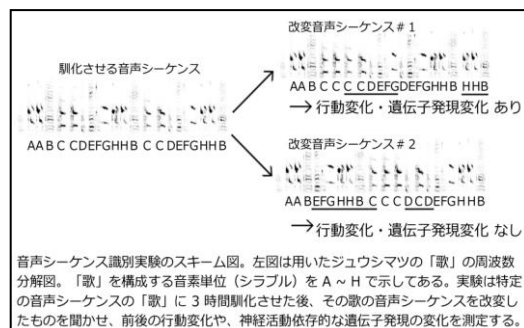 馴化させる音声シーケンス
AAB C CDEFGHHB C C DEFGHHB
改変音声シーケンス#1
AAB C C C CDEFGDEFGHHB HHB
→ 行動変化・遺伝子発現変化 あり
改変音声シーケンス#2
AA BEFGHHB C C C DCDEFGHHB
→ 行動変化・遺伝子発現変化 なし
音声シーケンス識別実験のスキーム図。左図は用いたジュウシマツの「歌」の周波数
分解図。「歌」を構成する音素単位(シラブル)を A ~ H で示してある。実験は特定
の音声シーケンスの「歌」に 3 時間馴化させた後、その歌の音声シーケンスを改変し
たものを聞かせ、前後の行動変化や、神経活動依存的な遺伝子発現の変化を測定する。